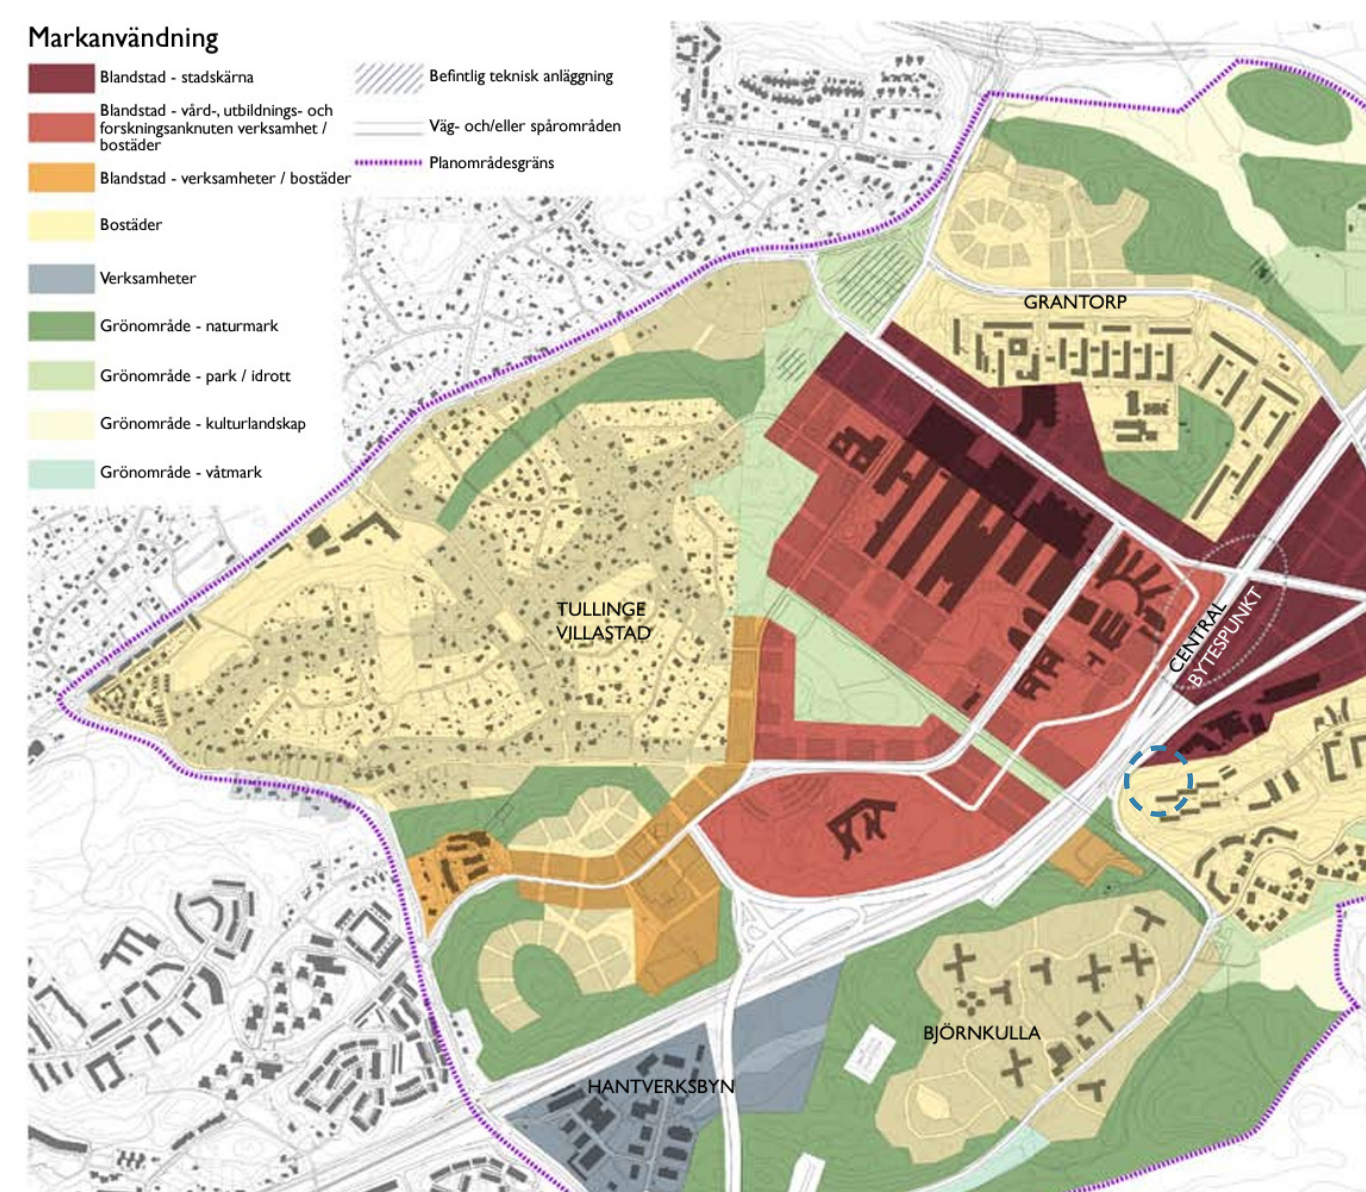 Markanvändning
Blandstad - stadskärna
Blandstad - vård-, utbildnings- och
forskningsanknuten verksamhet /
bostäder
Blandstad - verksamheter / bostäder
Bostäder
Verksamheter
Grönområde - naturmark
Grönområde - park / idrott
Grönområde - kulturlandskap
Grönområde - våtmark
Befintlig teknisk anläggning
Väg- och/eller spårområden
Planområdesgräns
GRANTORP
TULLINGE
VILLASTAD
CENTRAL
BYTESPUNKT
BJÖRNKULLA
HANTVERKSBYN